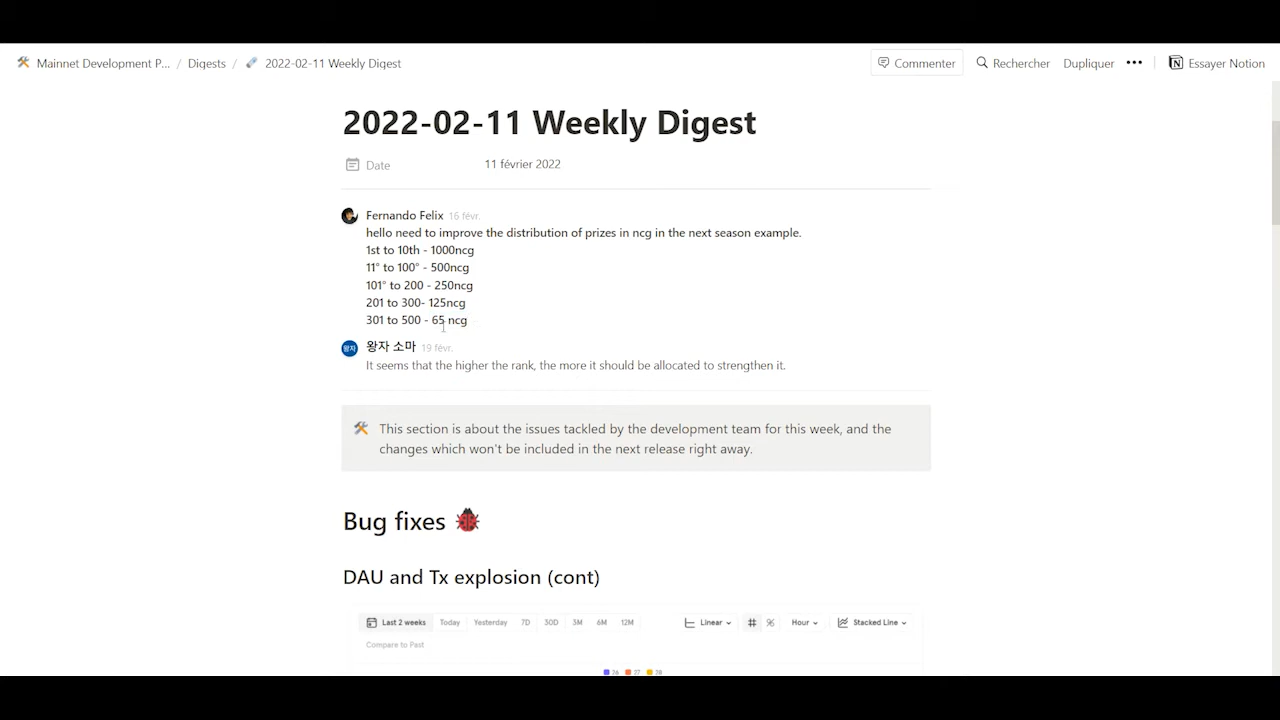 Mainnet Development P... / Digests / 2022-02-11 Weekly Digest
Commenter Rechercher Dupliquer ••• Essayer Notion
2022-02-11 Weekly Digest
Date 11 février 2022
Fernando Felix 16 févr.
hello need to improve the distribution of prizes in ncg in the next season example.
1st to 10th - 1000ncg
11° to 100° - 500ncg
101° to 200 - 250ncg
201 to 300- 125ncg
301 to 500 - 65 ncg
왕자 왕자 소마 19 févr.
It seems that the higher the rank, the more it should be allocated to strengthen it.
This section is about the issues tackled by the development team for this week, and the
changes which won't be included in the next release right away.
Bug fixes
DAU and Tx explosion (cont)
Last 2 weeks Today Yesterday 7D 30D 3M 6M 12M Linear # % Hour Stacked Line
Compare to Past
26 27 28